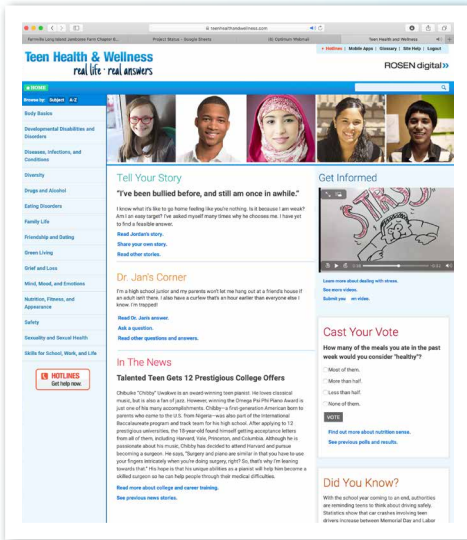 Farmville Long Island Jamboree Farm Chapter 8...
Project Status - Google Sheets
(3) Collinsn Webmail
Teen Health and Wellness
teenhealthandwellness.com
Hotlines | Mobile Apps | Glossary | Site Help | Logout
Teen Health & Wellness
real life • real answers
ROSEN digital
HOME
Browse by: Subject A-Z
Body Basics
Developmental Disabilities and
Disorders
Diseases, Infections, and
Conditions
Diversity
Drugs and Alcohol
Eating Disorders
Family Life
Friendship and Dating
Green Living
Grief and Loss
Mind, Mood, and Emotions
Nutrition, Fitness, and
Appearance
Safety
Sexuality and Sexual Health
Skills for School, Work, and Life
HOTLINES
Get help now.
Tell Your Story
"I've been bullied before, and still am once in awhile."
I know what it's like to go home feeling like you're nothing. Is it because I am weak?
Am I an easy target? I've asked myself many times why he chooses me. I have yet
to find a feasible answer.
Read Jordan's story.
Share your own story.
Read other stories.
Dr. Jan's Corner
I'm a high school junior and my parents won't let me hang out at a friend's house if
an adult isn't there. I also have a curfew that's an hour earlier than everyone else I
know. I'm trapped!
Read Dr. Jan's answer.
Ask a question.
Read other questions and answers.
In The News
Talented Teen Gets 12 Prestigious College Offers
Chibuike "Chibby" Uwakwe is an award-winning teen pianist. He loves classical
music, but is also a fan of jazz. However, winning the Omega Psi Phi Piano Award is
just one of his many accomplishments. Chibby—a first-generation American born to
parents who came to the U.S. from Nigeria—was also part of the International
Baccalaureate program and track team for his high school. After applying to 12
prestigious universities, the 18-year-old found himself getting acceptance letters
from all of them, including Harvard, Yale, Princeton, and Columbia. Although he is
passionate about his music, Chibby has decided to attend Harvard and pursue
becoming a surgeon. He says, "Surgery and pians are similar in that you have to use
your fingers intricately when you're doing surgery, right? So, that's why I'm leaning
towards that." His hope is that his unique abilities as a pianist will help him become a
skilled surgeon as he can help people through their medical difficulties.
Read more about college and career training.
See previous news stories.
Get Informed
STRESS
Learn more about dealing with stress.
See more videos.
Submit you on video.
Cast Your Vote
How many of the meals you ate in the past
week would you consider "healthy"?
Most of them.
More than half.
Less than half.
None of them.
VOTE
Find out more about nutrition sense.
See previous polls and results.
Did You Know?
With the school year coming to an end, authorities
are reminding teens to think about driving safely.
Statistics show that car crashes involving teen
drivers increase between Memorial Day and Labor